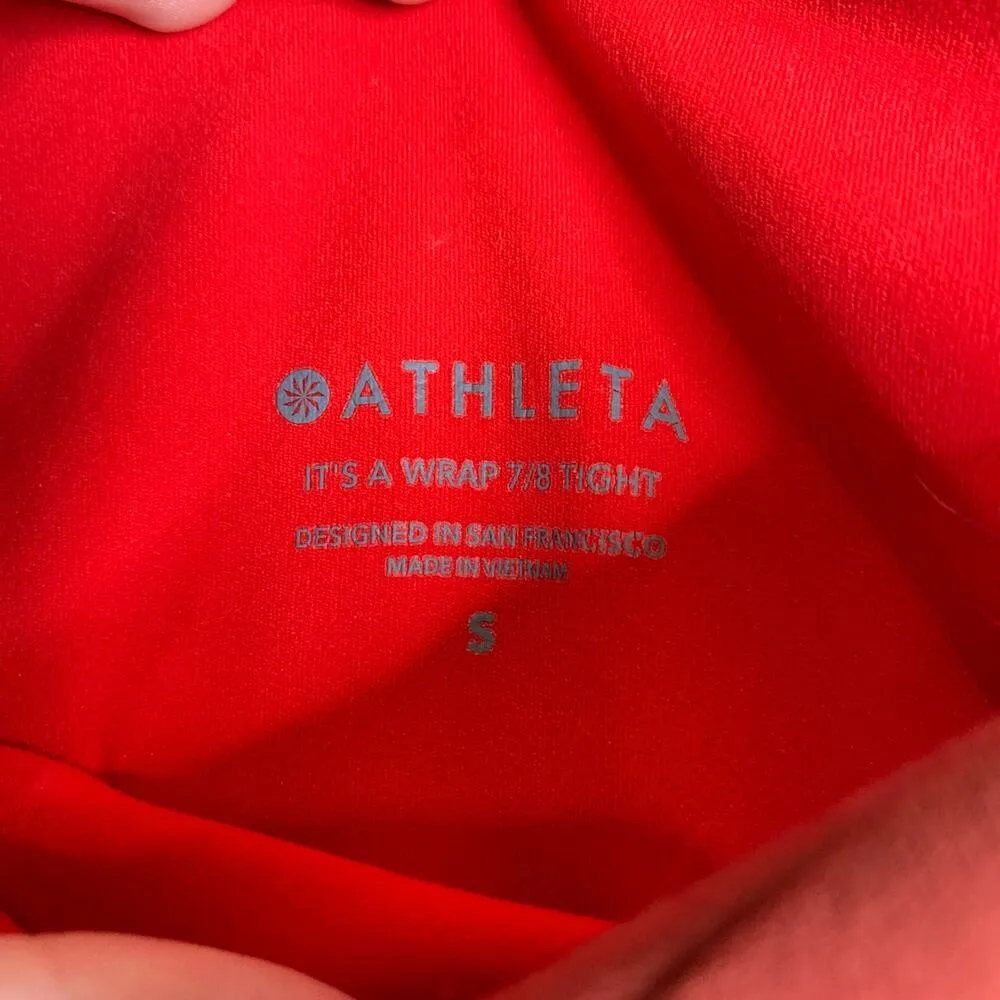 ATHLETA
IT'S A WRAP 7/8 TIGHT
DESIGNED IN SAN FRANCISCO
MADE IN VIETNAM
S